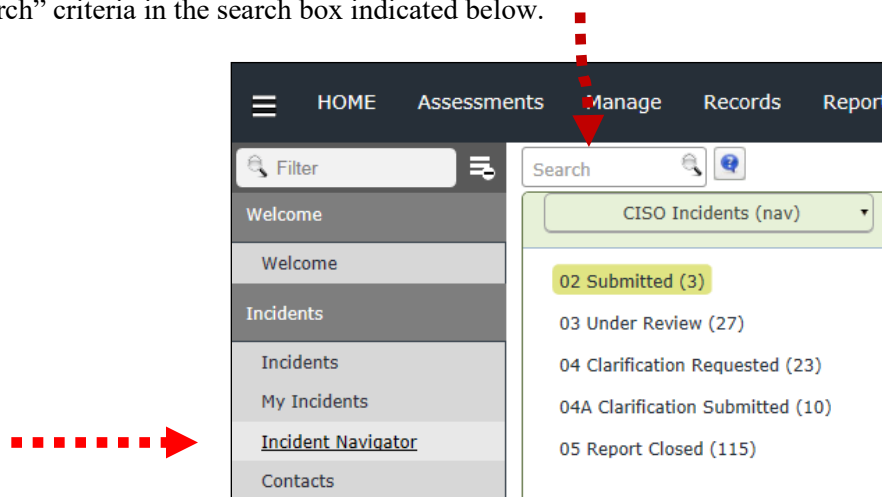 rch” criteria in the search box indicated below.
HOME Assessments Manage Records Report
Filter
Search
Welcome
CISO Incidents (nav)
Welcome
02 Submitted (3)
Incidents
03 Under Review (27)
Incidents
04 Clarification Requested (23)
My Incidents
04A Clarification Submitted (10)
Incident Navigator
05 Report Closed (115)
Contacts